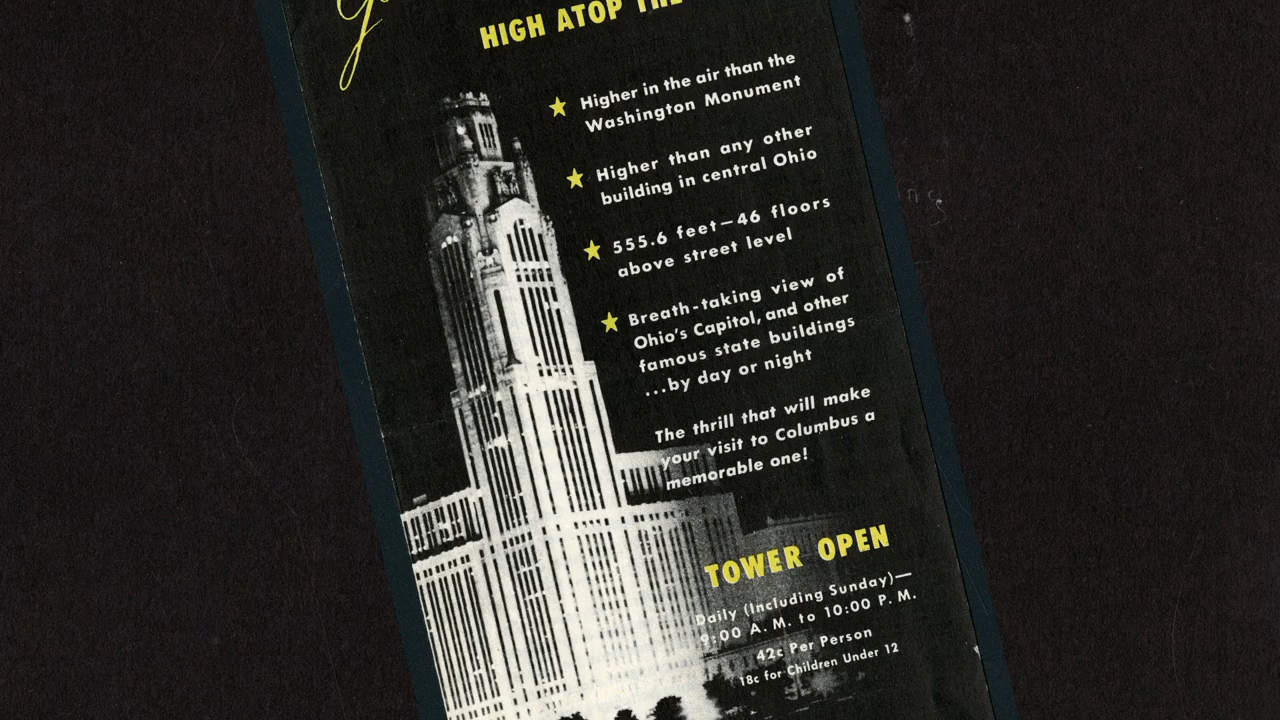 HIGH ATOP THE
Higher in the air than the
Washington Monument
Higher than any other
building in central Ohio
555.6 feet—46 floors
above street level
Breath-taking view of
Ohio's Capitol, and other
famous state buildings
...by day or night
The thrill that will make
your visit to Columbus a
memorable one!
TOWER OPEN
Daily (Including Sunday)—
9:00 A. M. to 10:00 P. M.
42c Per Person
18c for Children Under 12